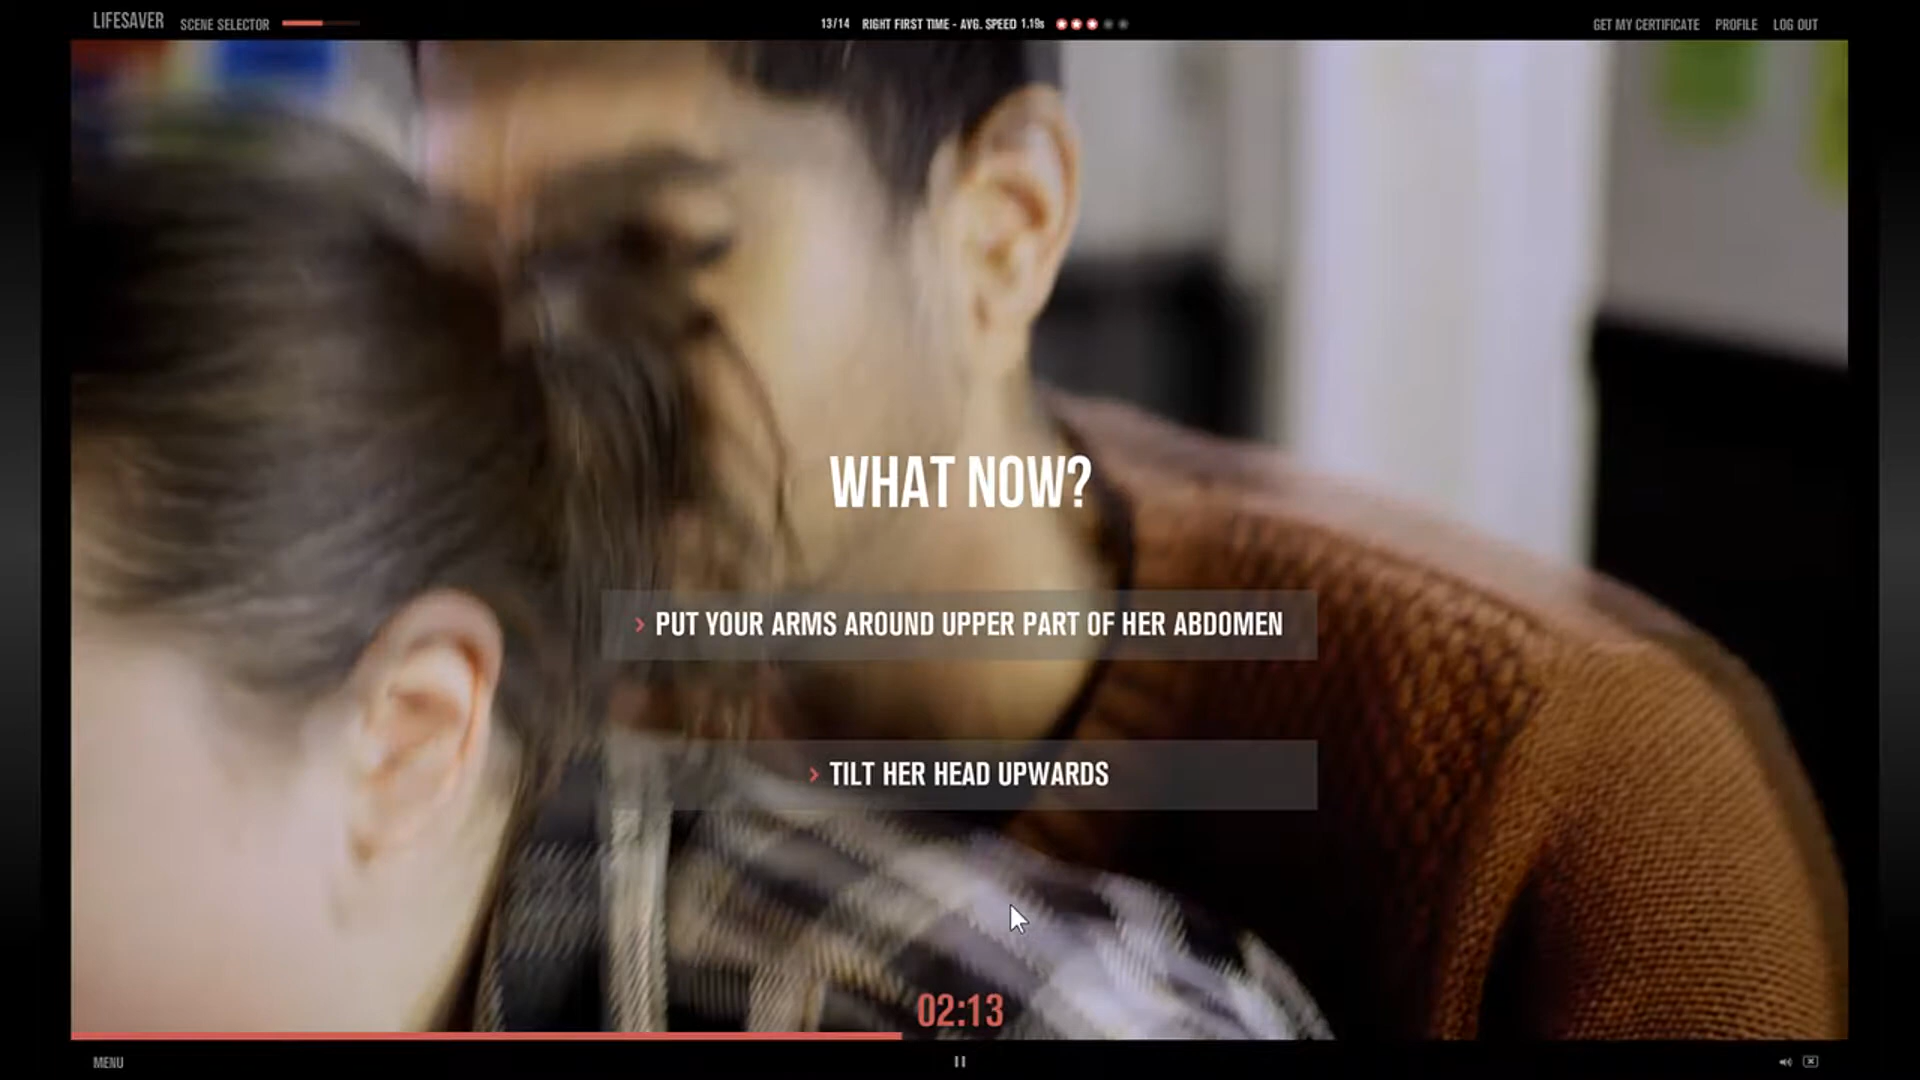 LIFESAVER SCENE SELECTOR 13/14 RIGHT FIRST TIME - AVG. SPEED 1.19s GET MY CERTIFICATE PROFILE LOG OUT
WHAT NOW?
PUT YOUR ARMS AROUND UPPER PART OF HER ABDOMEN
TILT HER HEAD UPWARDS
02:13
MENU